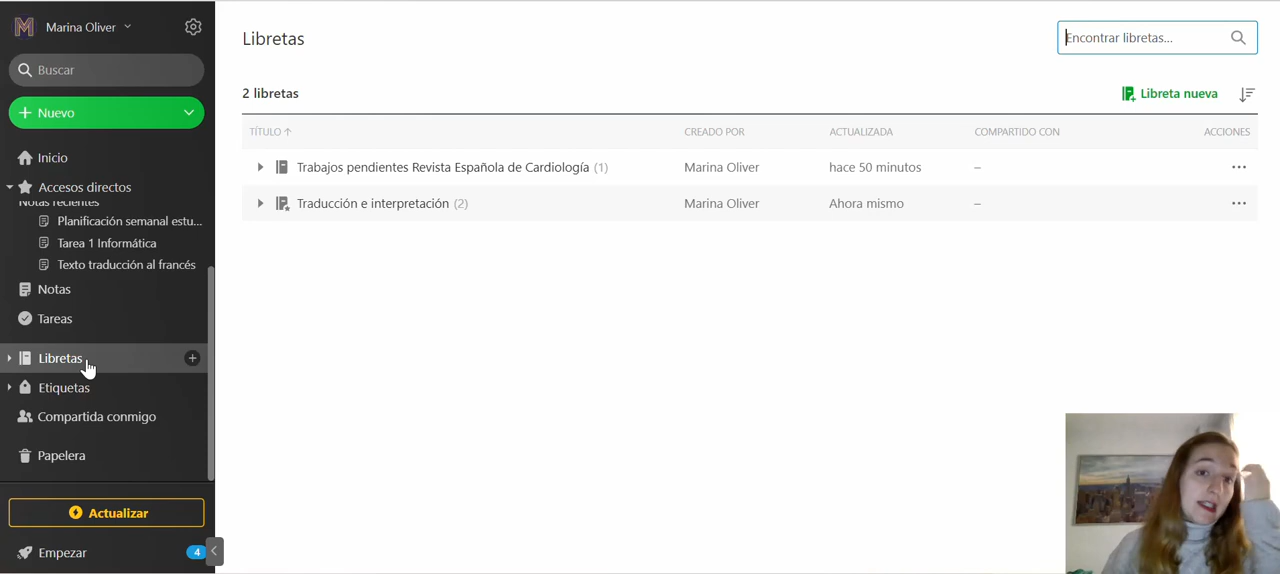 M Marina Oliver
Buscar
+ Nuevo
Inicio
Accesos directos
Notas recientes
Planificación semanal estu...
Tarea 1 Informática
Texto traducción al francés
Notas
Tareas
Libretas
Etiquetas
Compartida conmigo
Papelera
Actualizar
Empezar 4
Libretas
Encontrar libretas...
2 libretas
Libreta nueva
TÍTULO ↑ CREADO POR ACTUALIZADA COMPARTIDO CON ACCIONES
Trabajos pendientes Revista Española de Cardiología (1) Marina Oliver hace 50 minutos – ...
Traducción e interpretación (2) Marina Oliver Ahora mismo – ...